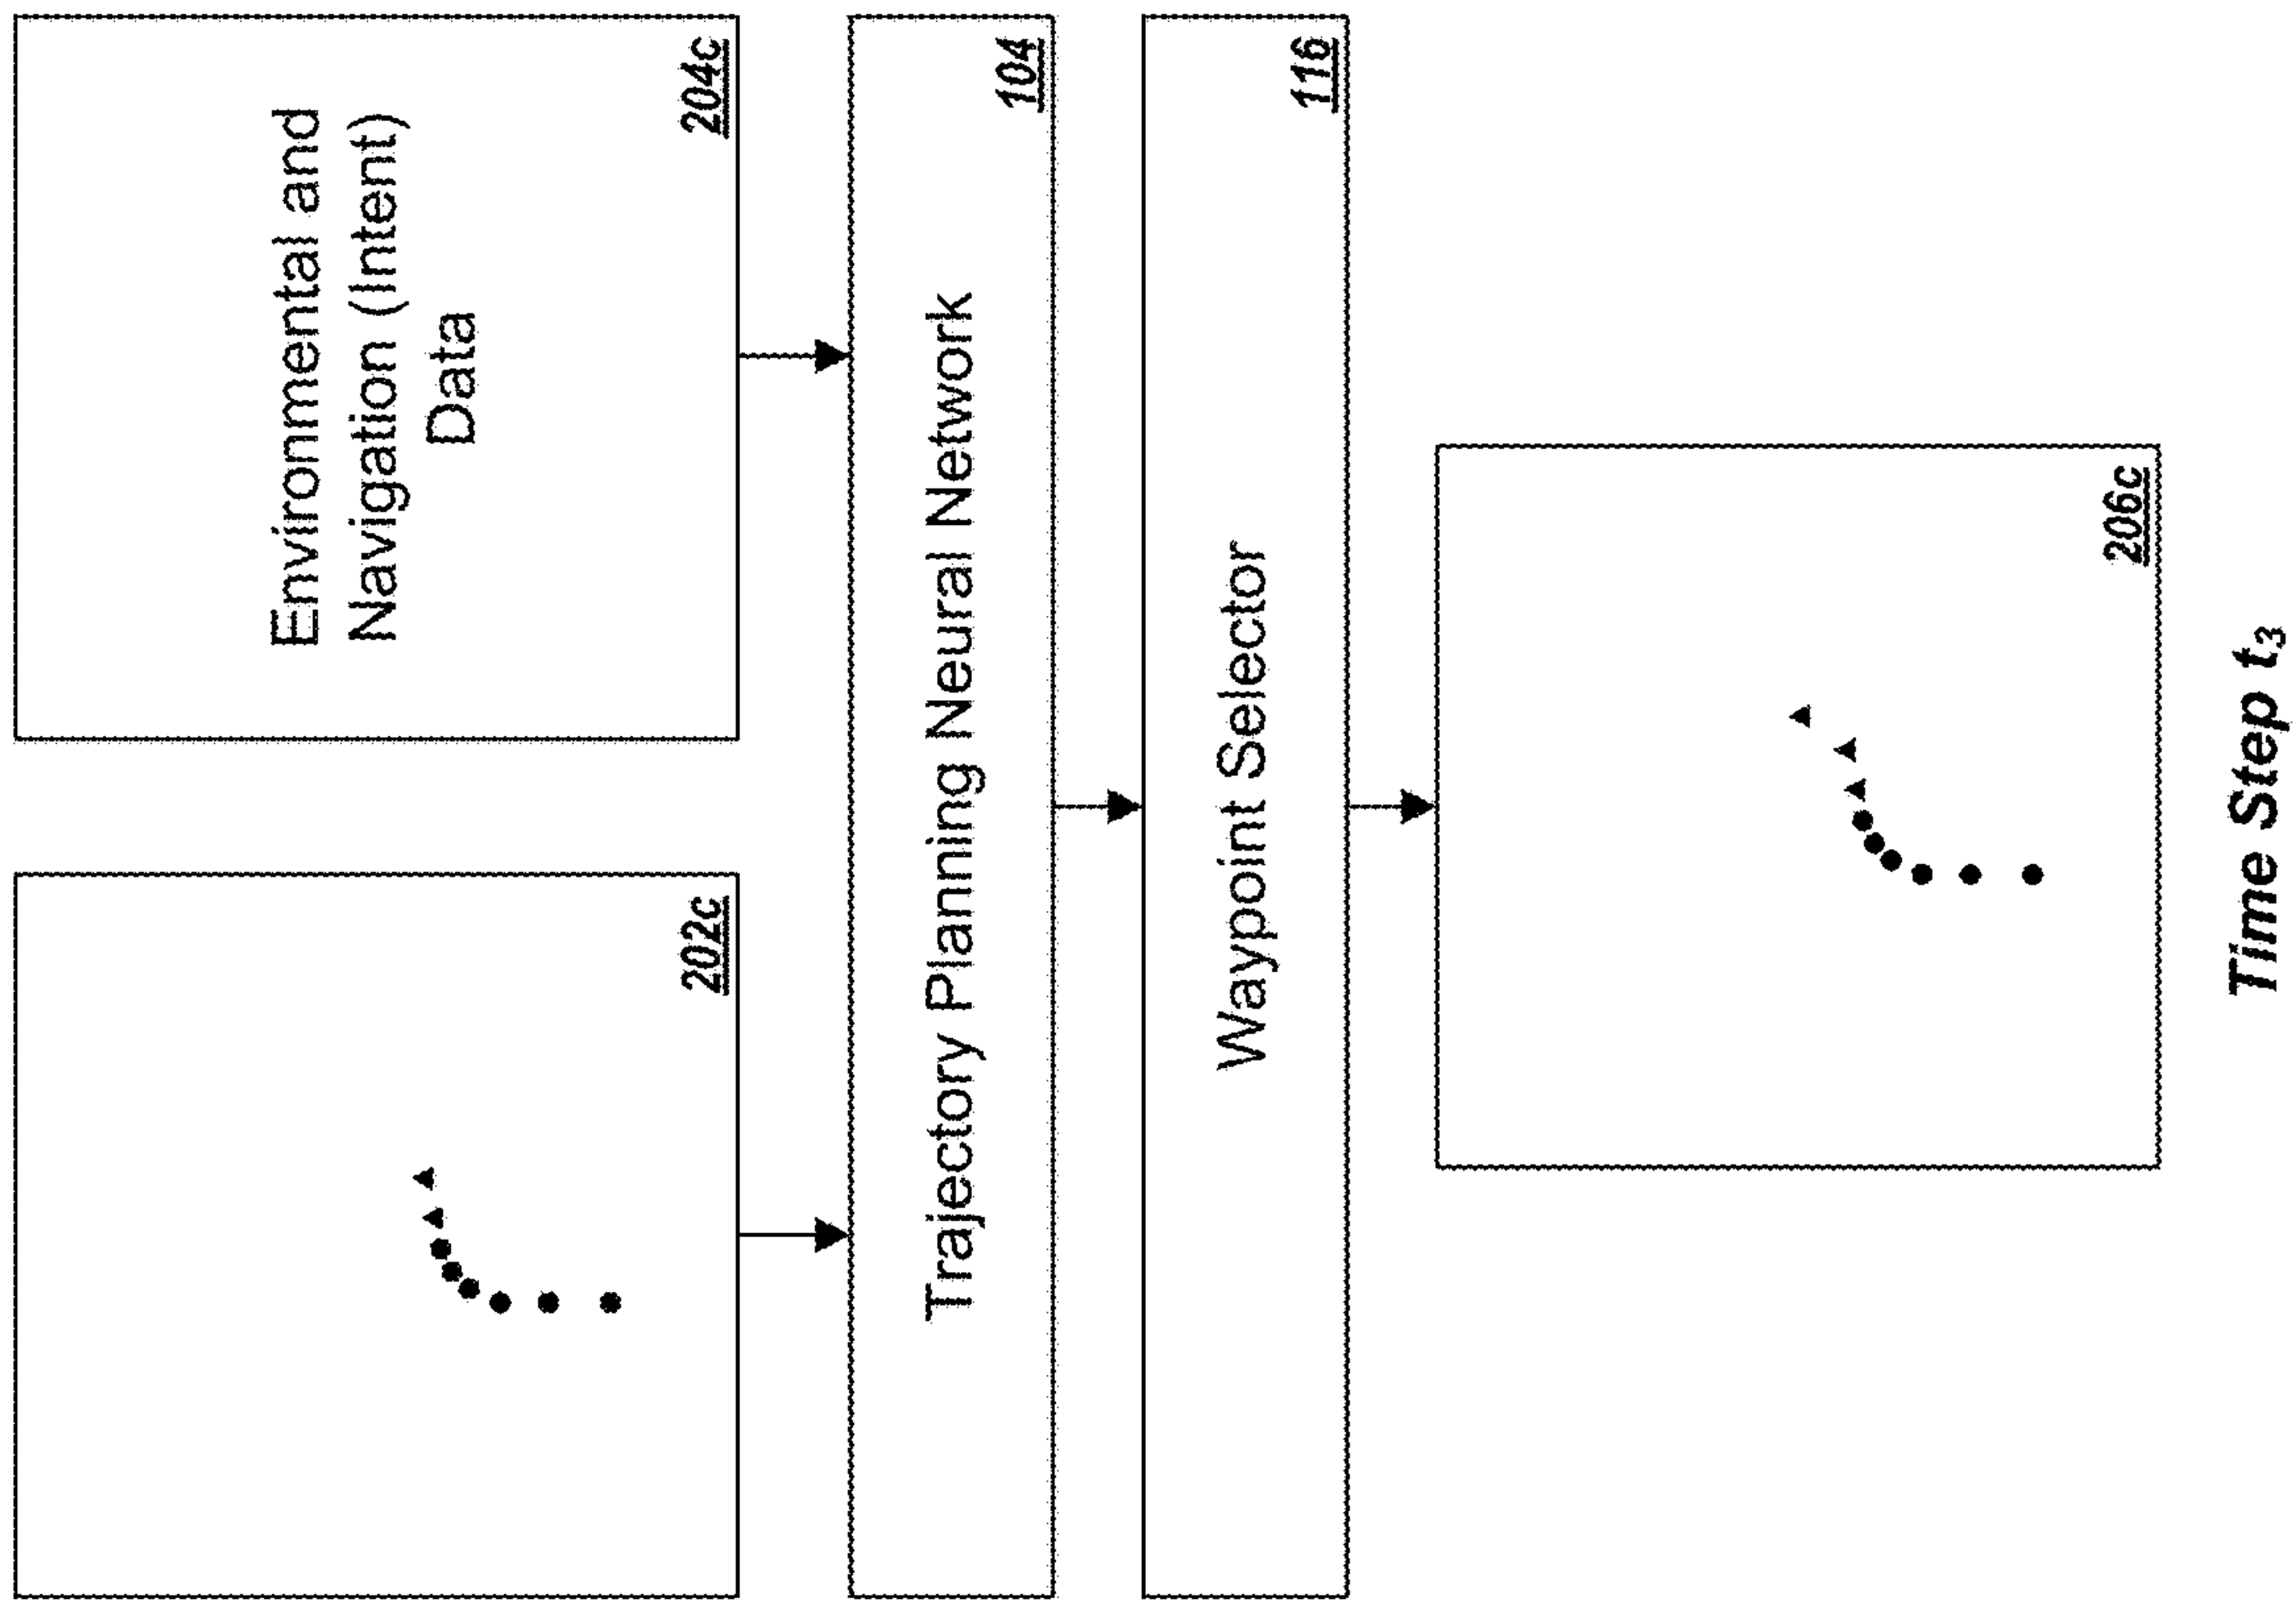 202c
Environmental and
Navigation (Intent)
Data
204c
Trajectory Planning Neural Network
104
Waypoint Selector
116
206c
Time Step t₃